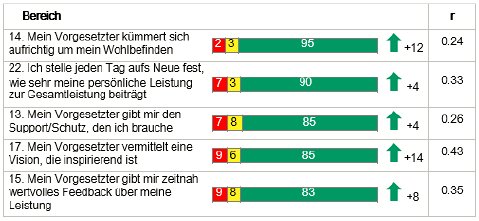 Bereich r
14. Mein Vorgesetzter kümmert sich
aufrichtig um mein Wohlbefinden
2 3 95 +12 0.24
22. Ich stelle jeden Tag aufs Neue fest,
wie sehr meine persönliche Leistung
zur Gesamtleistung beiträgt
7 3 90 +4 0.33
13. Mein Vorgesetzter gibt mir den
Support/Schutz, den ich brauche
7 8 85 +4 0.26
17. Mein Vorgesetzter vermittelt eine
Vision, die inspirierend ist
9 6 85 +14 0.43
15. Mein Vorgesetzter gibt mir zeitnah
wertvolles Feedback über meine
Leistung
9 8 83 +8 0.35